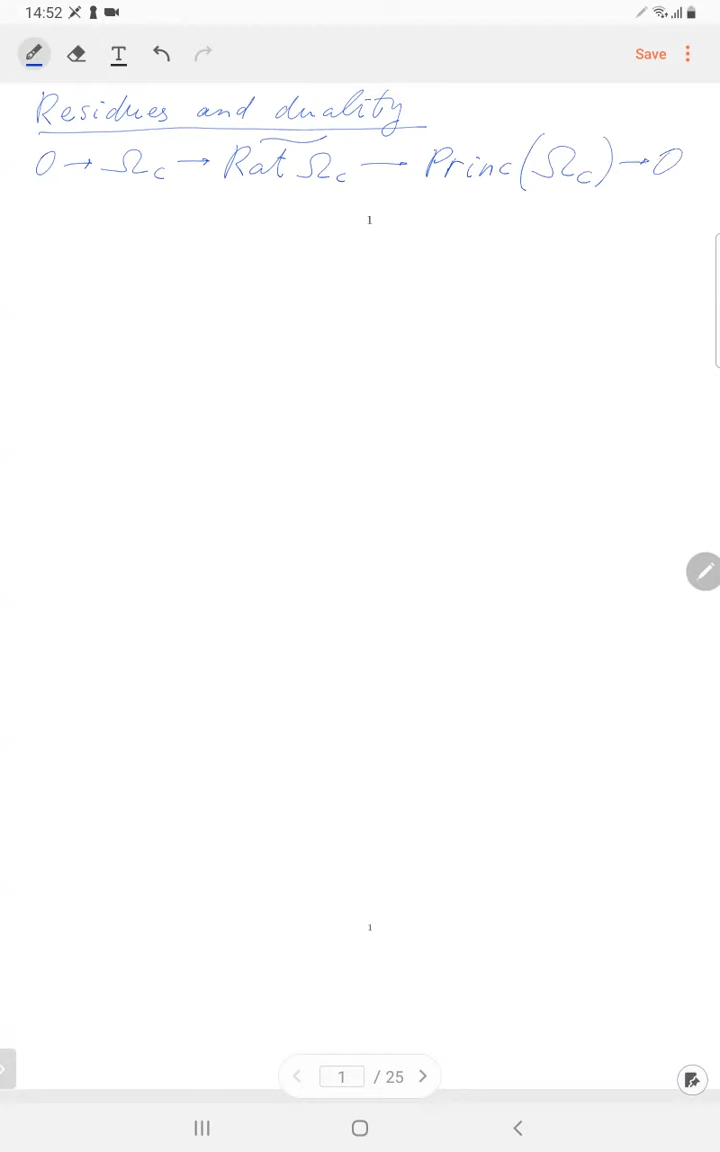 14:52
T
Save
Residues and duality
0 → Ω_C → Rat Ω_C → Princ(Ω_C) → 0
1
1
1 / 25